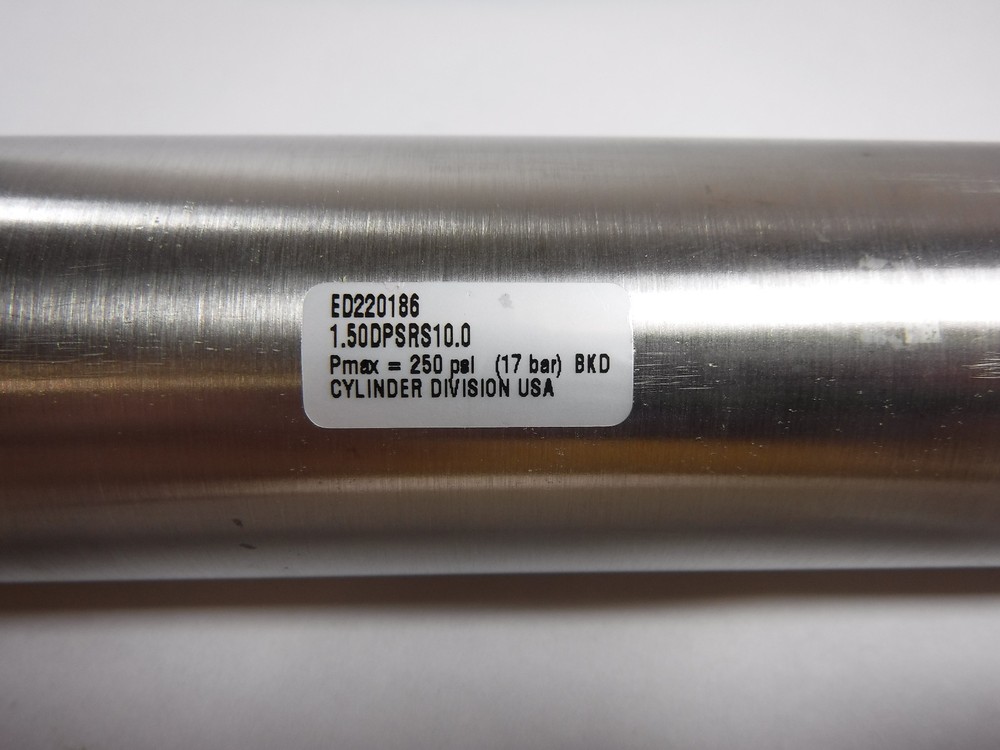 ED220186
1.50DPSRS10.0
Pmax = 250 psi (17 bar) BKD
CYLINDER DIVISION USA